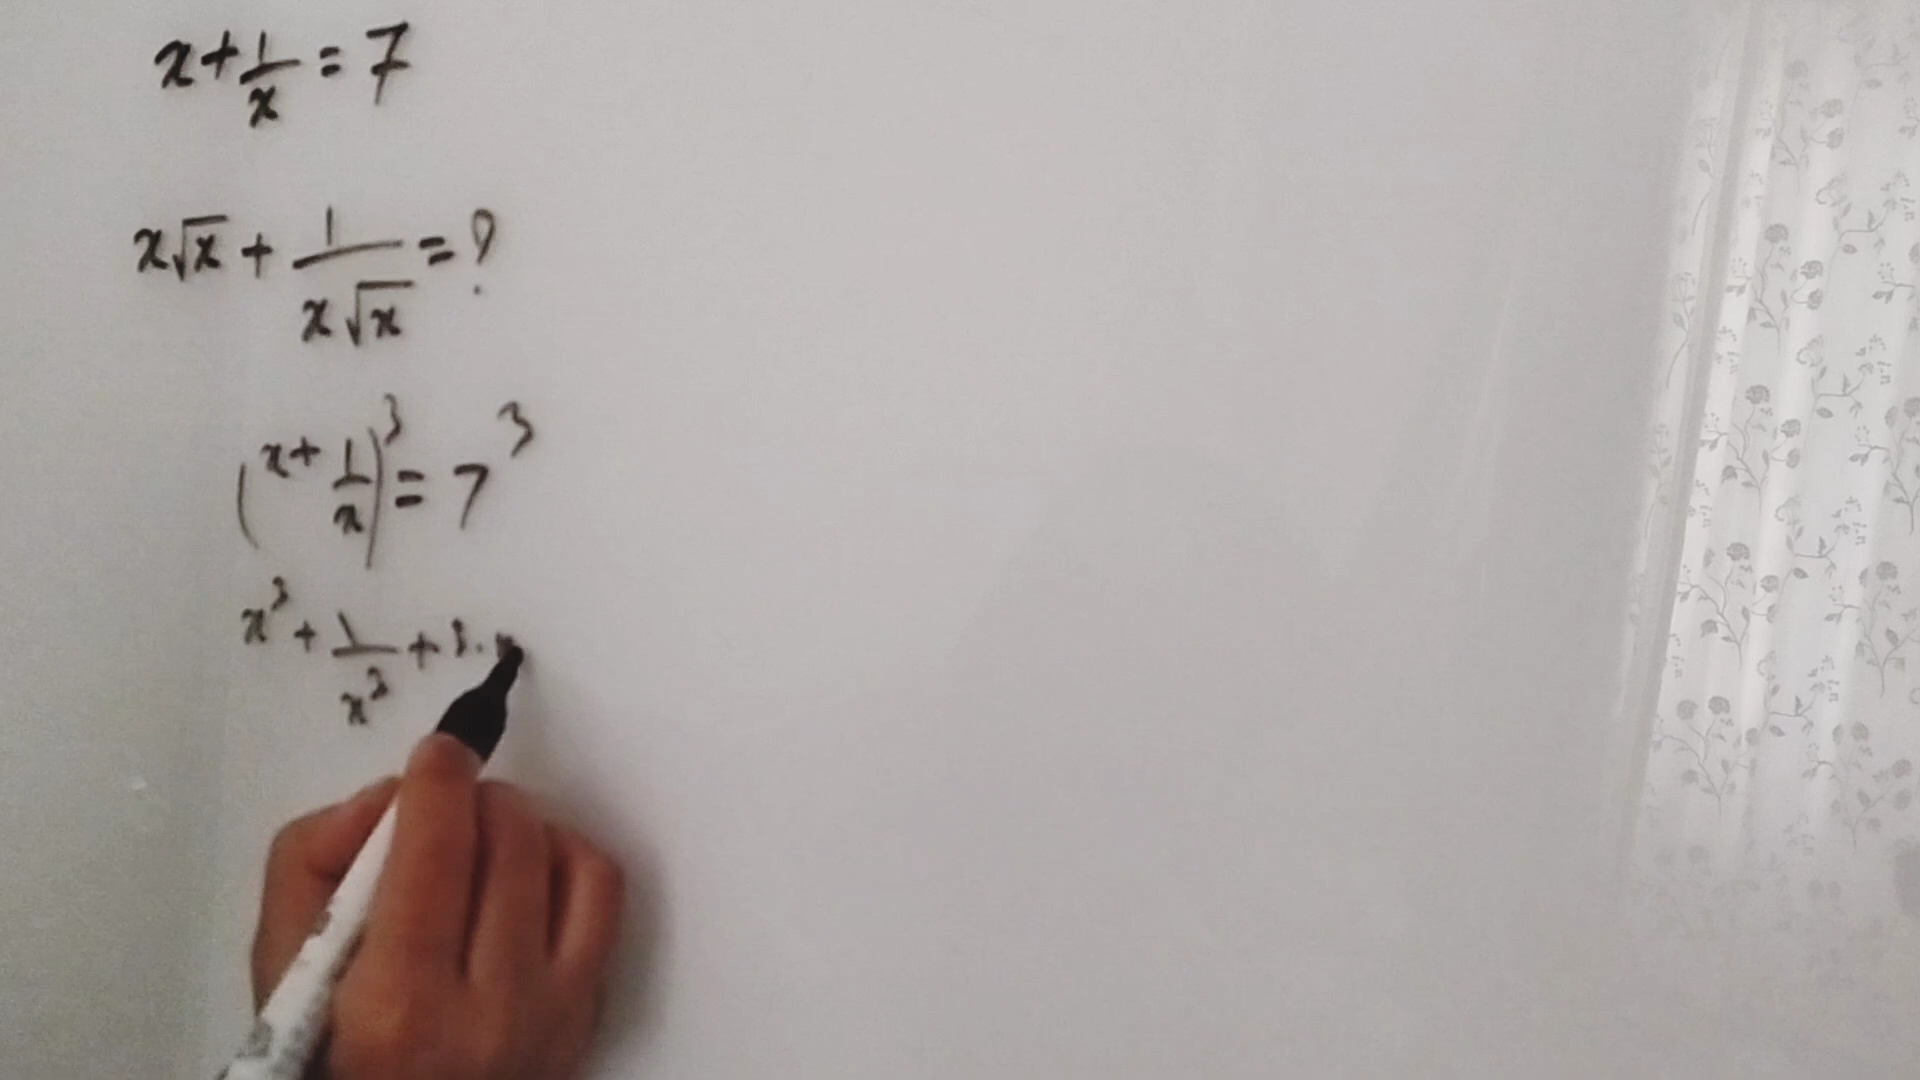 x + 1/x = 7
x√x + 1/(x√x) = ?
(x + 1/x)³ = 7³
x³ + 1/x³ + 3 ·